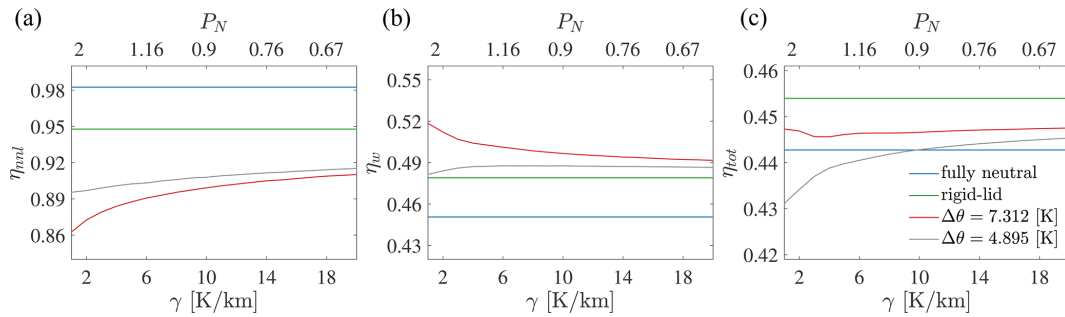 (a)
P_N
2 1.16 0.9 0.76 0.67
η_nnl
0.98
0.95
0.92
0.89
0.86
2 6 10 14 18
γ [K/km]
(b)
P_N
2 1.16 0.9 0.76 0.67
η_w
0.55
0.52
0.49
0.46
0.43
2 6 10 14 18
γ [K/km]
(c)
P_N
2 1.16 0.9 0.76 0.67
η_tot
0.46
0.45
0.44
0.43
0.42
fully neutral
rigid-lid
Δθ = 7.312 [K]
Δθ = 4.895 [K]
2 6 10 14 18
γ [K/km]